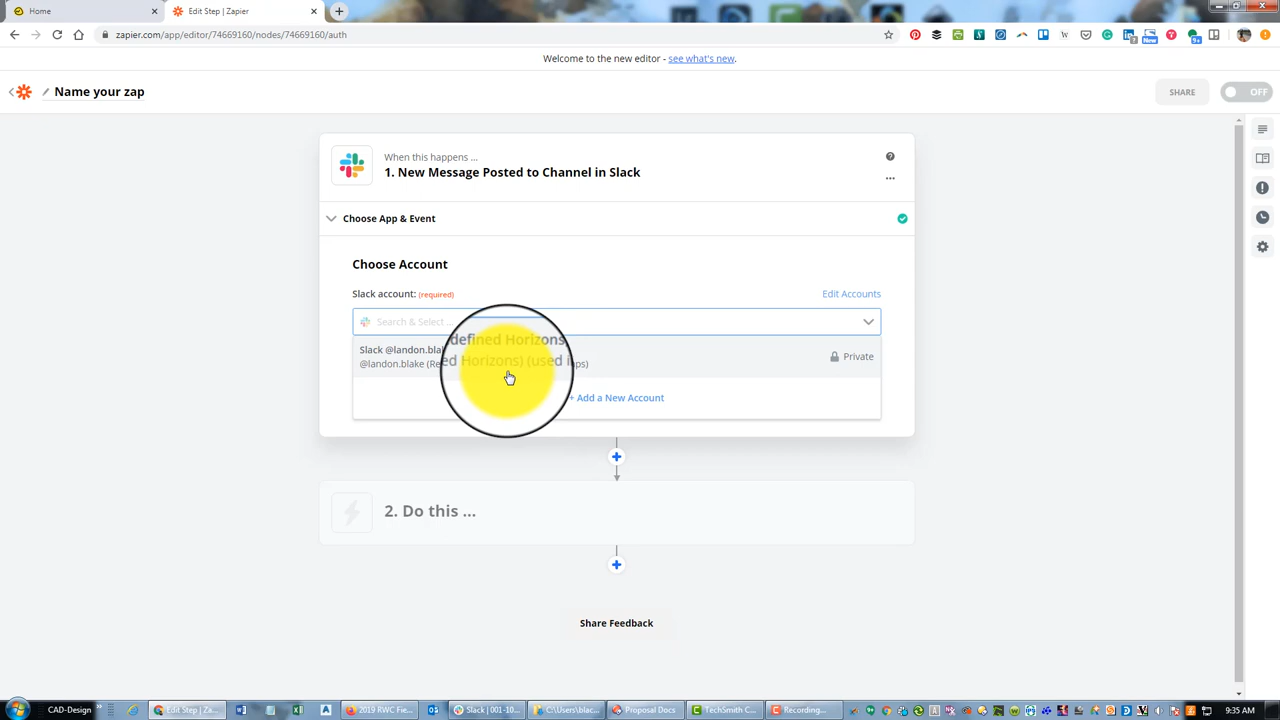 Home
Edit Step | Zapier
zapier.com/app/editor/74669160/nodes/74669160/auth
Welcome to the new editor - see what's new.
Name your zap
SHARE
OFF
When this happens ...
1. New Message Posted to Channel in Slack
Choose App & Event
Choose Account
Slack account: (required)
Edit Accounts
Search & Select ...
Slack @landon.bla
defined Horizons
@landon.blake (Re
ed Horizons) (used i
ps)
Private
+ Add a New Account
2. Do this ...
Share Feedback
CAD-Design
Edit Step | Za...
2019 RWC Fie...
Slack | 001-10...
C:\Users\blac...
Proposal Docs
TechSmith C...
Recording...
9:35 AM